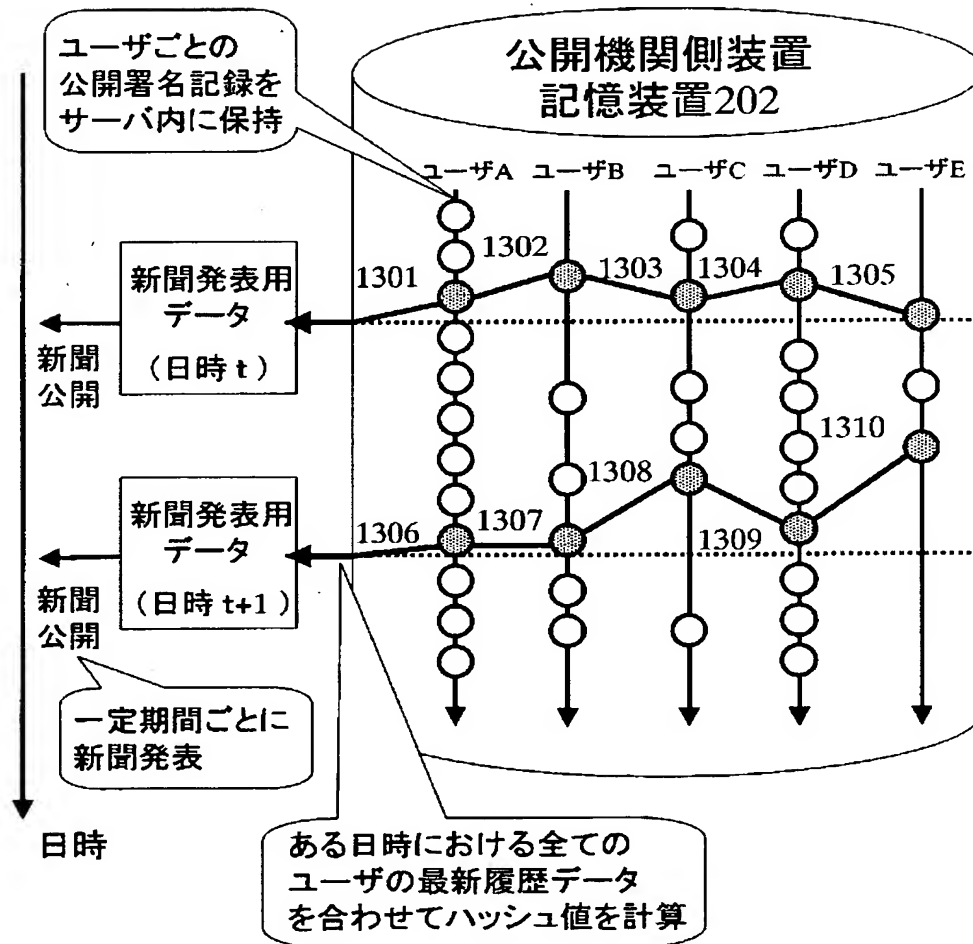 ユーザごとの
公開署名記録を
サーバ内に保持
公開機関側装置
記憶装置202
ユーザA ユーザB ユーザC ユーザD ユーザE
1301
1302
1303
1304
1305
新聞発表用
データ
（日時 t）
新聞
公開
1306
1307
1308
1309
1310
新聞発表用
データ
（日時 t+1）
新聞
公開
一定期間ごとに
新聞発表
日時
ある日時における全ての
ユーザの最新履歴データ
を合わせてハッシュ値を計算